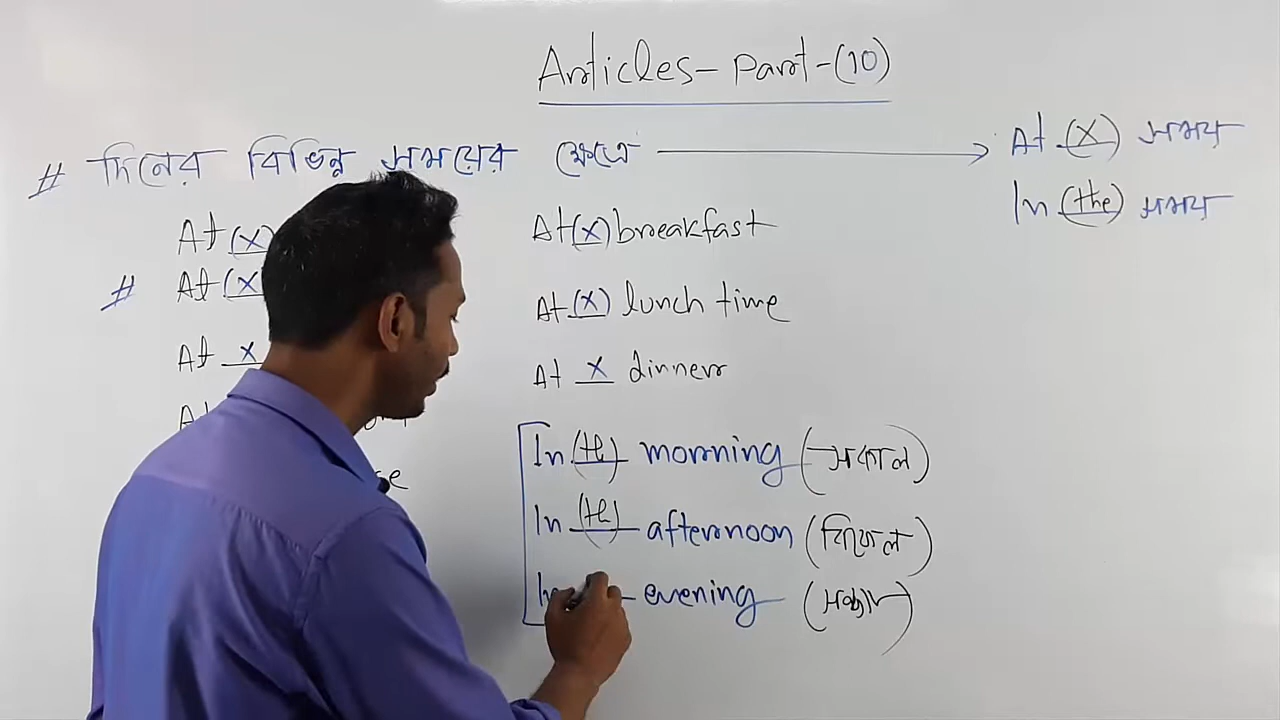 Articles- Part-(10)
# দিনের বিভিন্ন সময়ের ক্ষেত্রে → At (x) সময়
In (the) সময়
At (x)
# At (x
At x
At (x) breakfast
At (x) lunch time
At x dinner
In (the) morning (সকাল)
In (the) afternoon (বিকেল)
In evening (সন্ধ্যা)